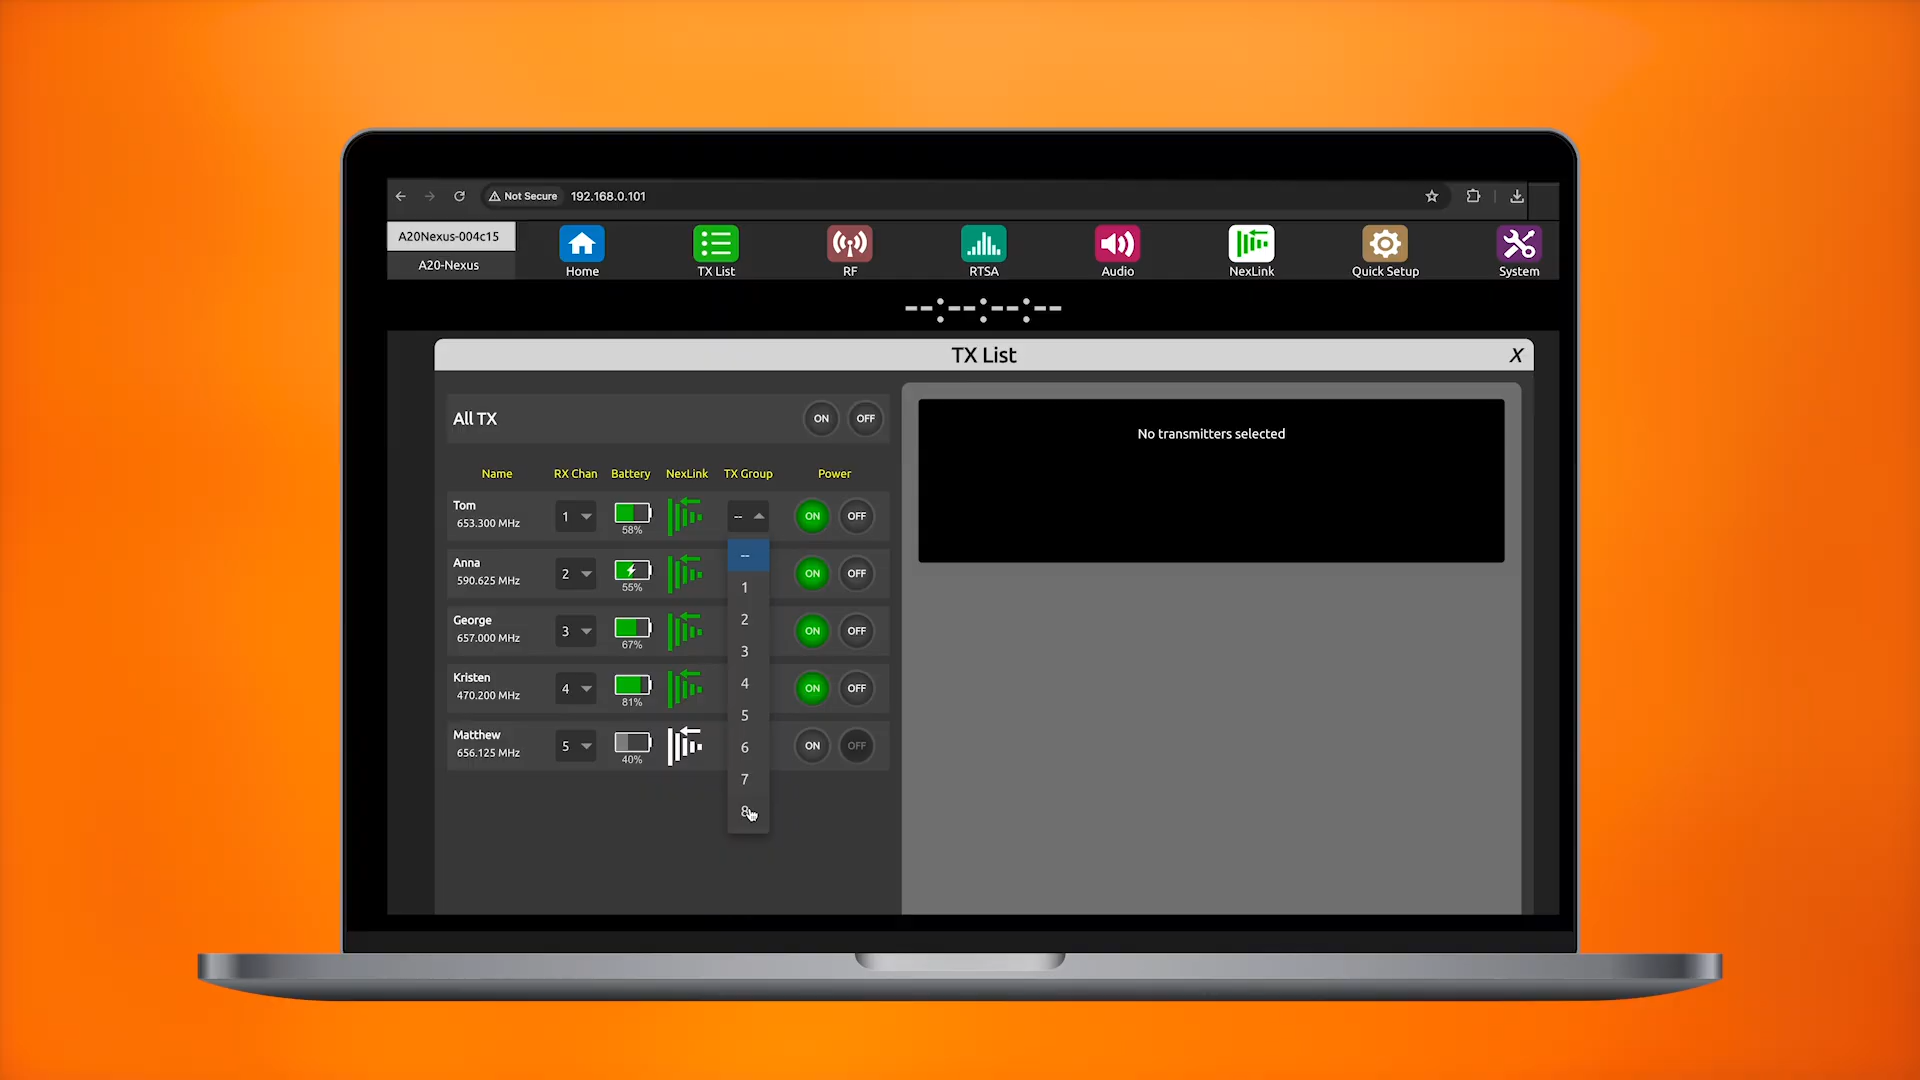 Not Secure 192.168.0.101
A20Nexus-004c15
A20-Nexus
Home
TX List
RF
RTSA
Audio
NexLink
Quick Setup
System
--:--:--:--
TX List X
All TX ON OFF
Name RX Chan Battery NexLink TX Group Power
Tom
653.300 MHz
1
58%
--
ON OFF
Anna
590.625 MHz
2
55%
ON OFF
George
657.000 MHz
3
67%
ON OFF
Kristen
470.200 MHz
4
81%
ON OFF
Matthew
656.125 MHz
5
40%
ON OFF
--
1
2
3
4
5
6
7
8
No transmitters selected